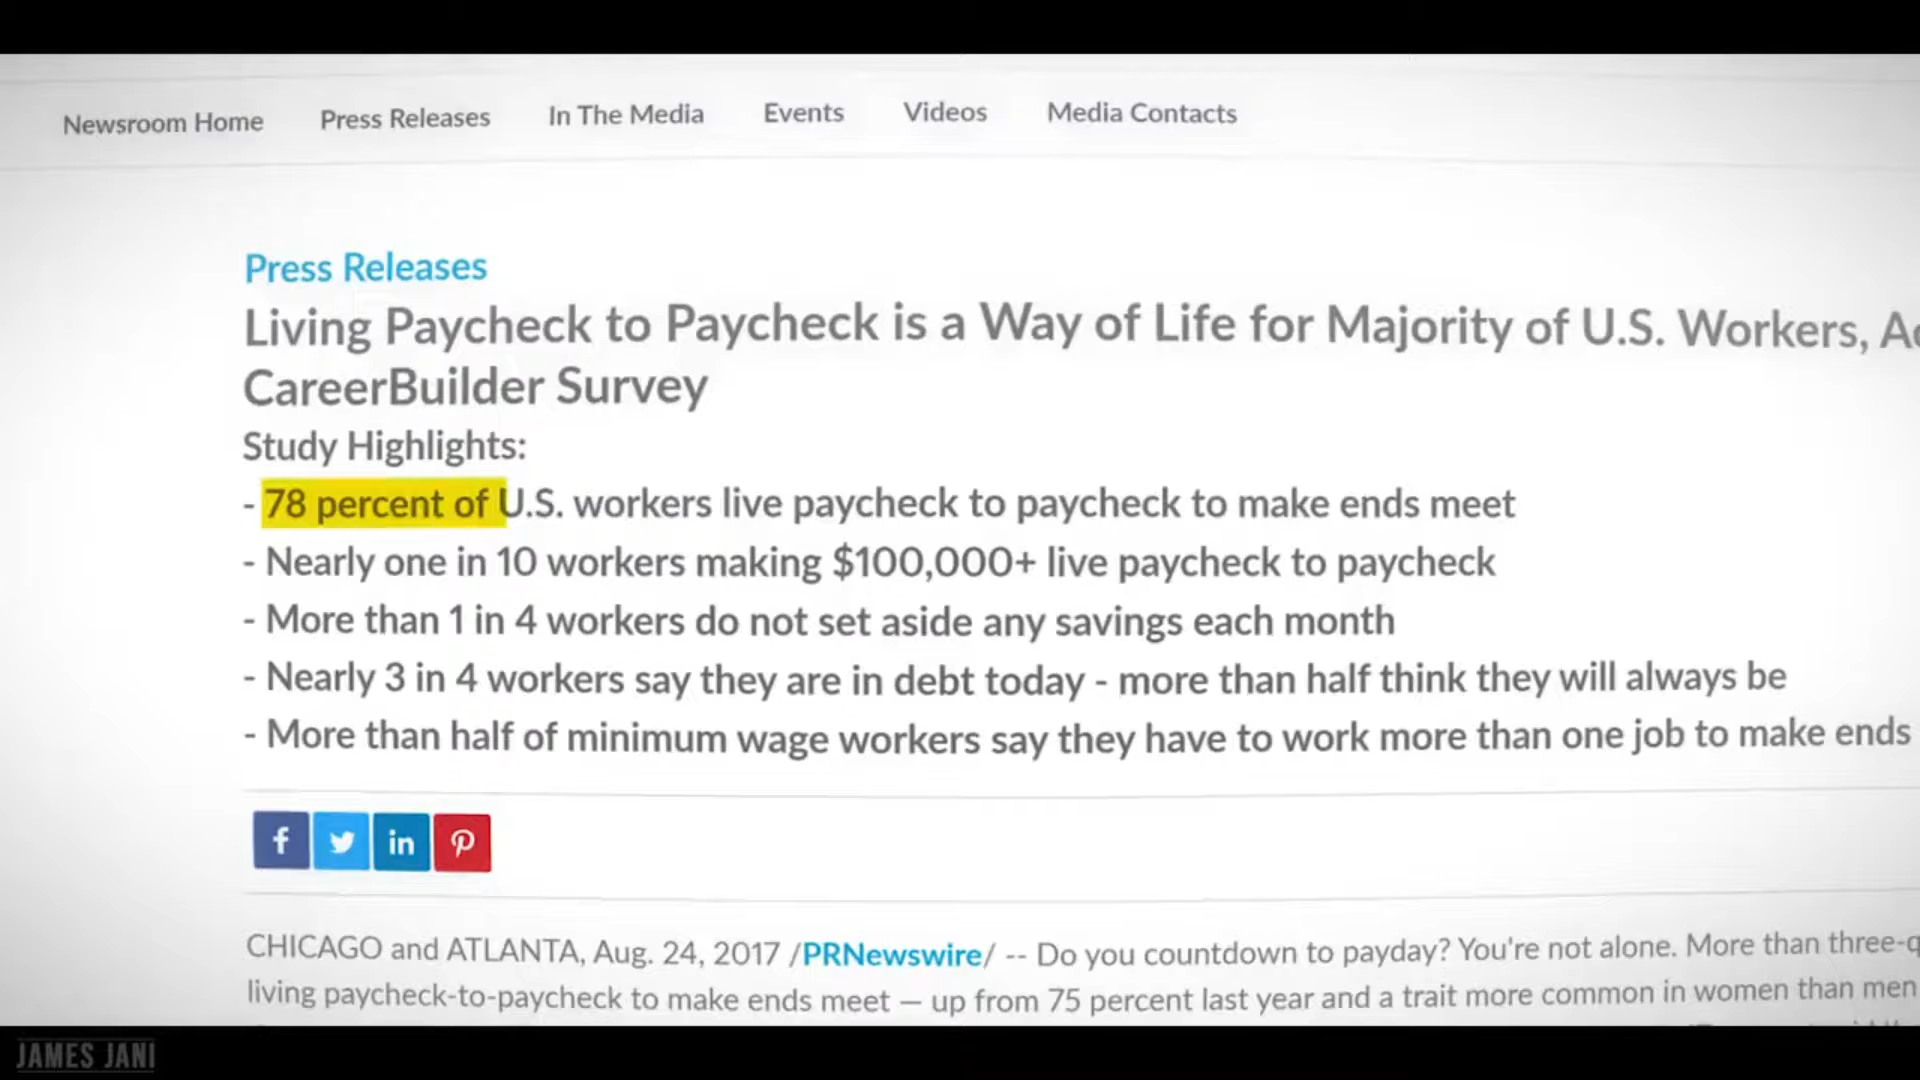 Newsroom Home Press Releases In The Media Events Videos Media Contacts
Press Releases
Living Paycheck to Paycheck is a Way of Life for Majority of U.S. Workers,
CareerBuilder Survey
Study Highlights:
- 78 percent of U.S. workers live paycheck to paycheck to make ends meet
- Nearly one in 10 workers making $100,000+ live paycheck to paycheck
- More than 1 in 4 workers do not set aside any savings each month
- Nearly 3 in 4 workers say they are in debt today - more than half think they will always be
- More than half of minimum wage workers say they have to work more than one job to make ends
f in
CHICAGO and ATLANTA, Aug. 24, 2017 /PRNewswire/ -- Do you countdown to payday? You're not alone. More than
living paycheck-to-paycheck to make ends meet — up from 75 percent last year and a trait more common in women than men
JAMES JANI